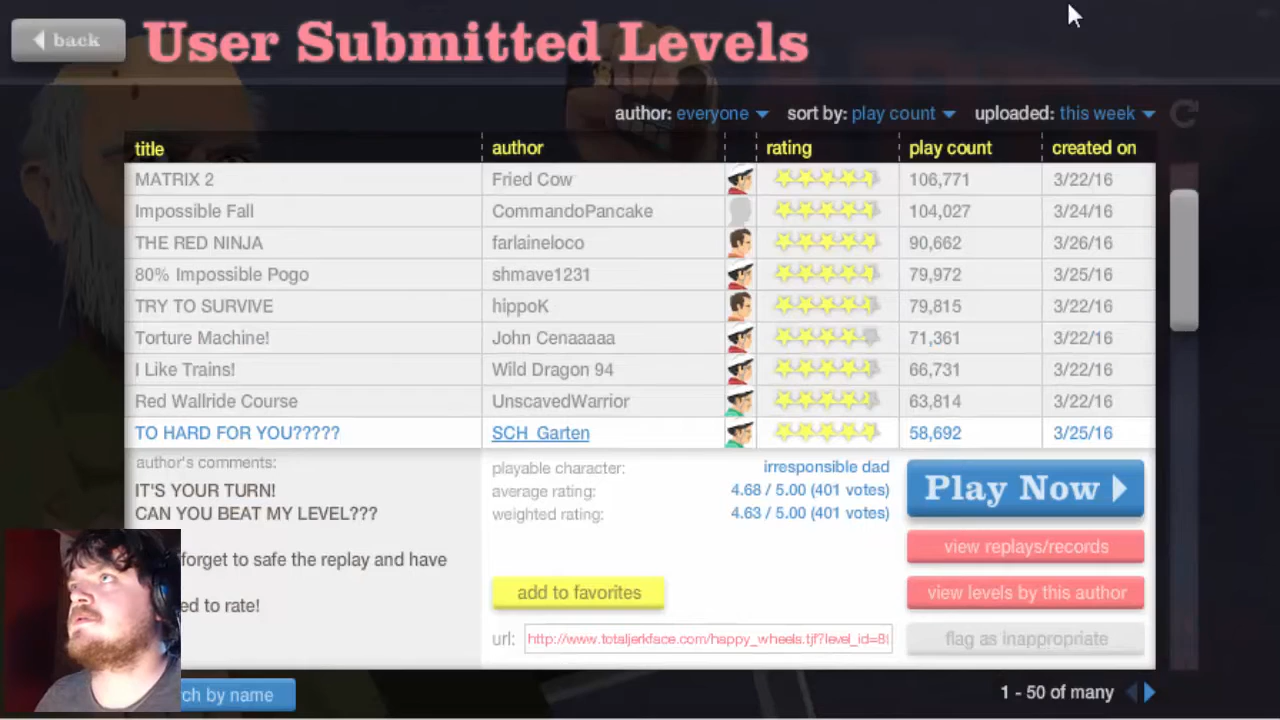 back
User Submitted Levels
author: everyone sort by: play count uploaded: this week
title author rating play count created on
MATRIX 2 Fried Cow 106,771 3/22/16
Impossible Fall CommandoPancake 104,027 3/24/16
THE RED NINJA farlaineloco 90,662 3/26/16
80% Impossible Pogo shmave1231 79,972 3/25/16
TRY TO SURVIVE hippoK 79,815 3/22/16
Torture Machine! John Cenaaaaa 71,361 3/22/16
I Like Trains! Wild Dragon 94 66,731 3/22/16
Red Wallride Course UnscavedWarrior 63,814 3/22/16
TO HARD FOR YOU????? SCH_Garten 58,692 3/25/16
author's comments:
IT'S YOUR TURN!
CAN YOU BEAT MY LEVEL???
forget to safe the replay and have
ed to rate!
playable character: irresponsible dad
average rating: 4.68 / 5.00 (401 votes)
weighted rating: 4.63 / 5.00 (401 votes)
add to favorites
url: http://www.totaljerkface.com/happy_wheels.tjf?level_id=8
Play Now
view replays/records
view levels by this author
flag as inappropriate
ch by name
1 - 50 of many